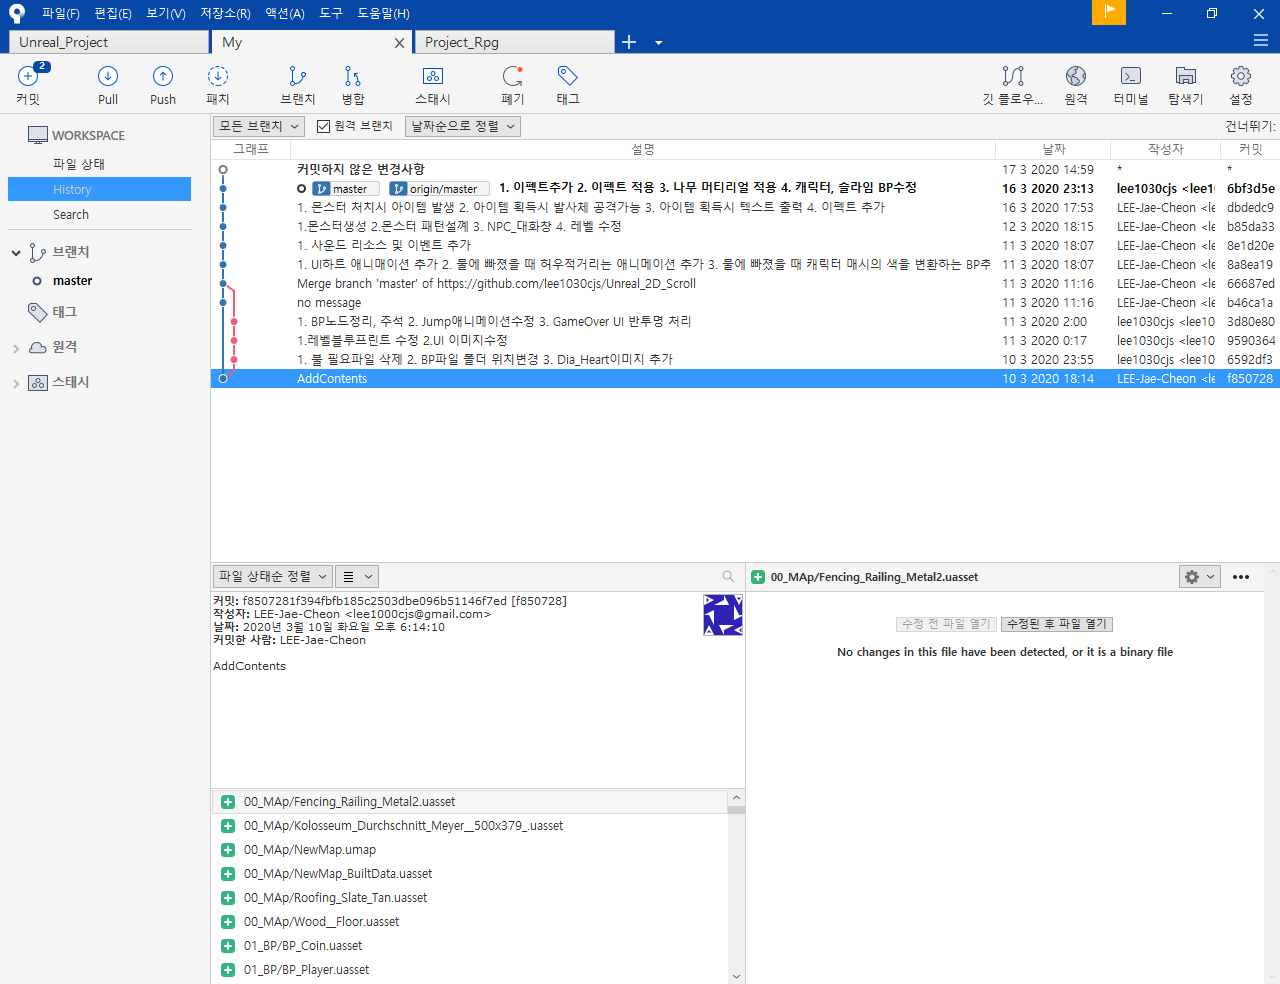 파일(F) 편집(E) 보기(V) 저장소(R) 액션(A) 도구 도움말(H)
Unreal_Project My Project_Rpg
2
커밋 Pull Push 패치 브랜치 병합 스태시 폐기 태그 깃 플로우... 원격 터미널 탐색기 설정
WORKSPACE
파일 상태
History
Search
브랜치
master
태그
원격
스태시
모든 브랜치 원격 브랜치 날짜순으로 정렬 건너뛰기:
그래프 설명 날짜 작성자 커밋
커밋하지 않은 변경사항 17 3 2020 14:59 * *
master origin/master 1. 이펙트추가 2. 이펙트 적용 3. 나무 머티리얼 적용 4. 캐릭터, 슬라임 BP수정 16 3 2020 23:13 lee1030cjs <lee1 6bf3d5e
1. 몬스터 처치시 아이템 발생 2. 아이템 획득시 발사체 공격가능 3. 아이템 획득시 텍스트 출력 4. 이펙트 추가 16 3 2020 17:53 LEE-Jae-Cheon <le dbdedc9
1.몬스터생성 2.몬스터 패턴설꼐 3. NPC_대화창 4. 레벨 수정 12 3 2020 18:15 LEE-Jae-Cheon <le b85da33
1. 사운드 리소스 및 이벤트 추가 11 3 2020 18:07 LEE-Jae-Cheon <le 8e1d20e
1. UI하트 애니매이션 추가 2. 물에 빠졌을 때 허우적거리는 애니메이션 추가 3. 물에 빠졌을 때 캐릭터 매시의 색을 변환하는 BP추 11 3 2020 18:07 LEE-Jae-Cheon <le 8a8ea19
Merge branch 'master' of https://github.com/lee1030cjs/Unreal_2D_Scroll 11 3 2020 11:16 LEE-Jae-Cheon <le 66687ed
no message 11 3 2020 11:16 LEE-Jae-Cheon <le b46ca1a
1. BP노드정리, 주석 2. Jump애니메이션수정 3. GameOver UI 반투명 처리 11 3 2020 2:00 lee1030cjs <lee10 3d80e80
1.레벨블루프린트 수정 2.UI 이미지수정 11 3 2020 0:17 lee1030cjs <lee10 9590364
1. 불 필요파일 삭제 2. BP파일 폴더 위치변경 3. Dia_Heart이미지 추가 10 3 2020 23:55 lee1030cjs <lee10 6592df3
AddContents 10 3 2020 18:14 LEE-Jae-Cheon <le f850728
파일 상태순 정렬
커밋: f8507281f394fbfb185c2503dbe096b51146f7ed [f850728]
작성자: LEE-Jae-Cheon <lee1000cjs@gmail.com>
날짜: 2020년 3월 10일 화요일 오후 6:14:10
커밋한 사람: LEE-Jae-Cheon
AddContents
00_MAp/Fencing_Railing_Metal2.uasset
00_MAp/Kolosseum_Durchschnitt_Meyer__500x379_.uasset
00_MAp/NewMap.umap
00_MAp/NewMap_BuiltData.uasset
00_MAp/Roofing_Slate_Tan.uasset
00_MAp/Wood__Floor.uasset
01_BP/BP_Coin.uasset
01_BP/BP_Player.uasset
00_MAp/Fencing_Railing_Metal2.uasset
수정 전 파일 열기 수정된 후 파일 열기
No changes in this file have been detected, or it is a binary file